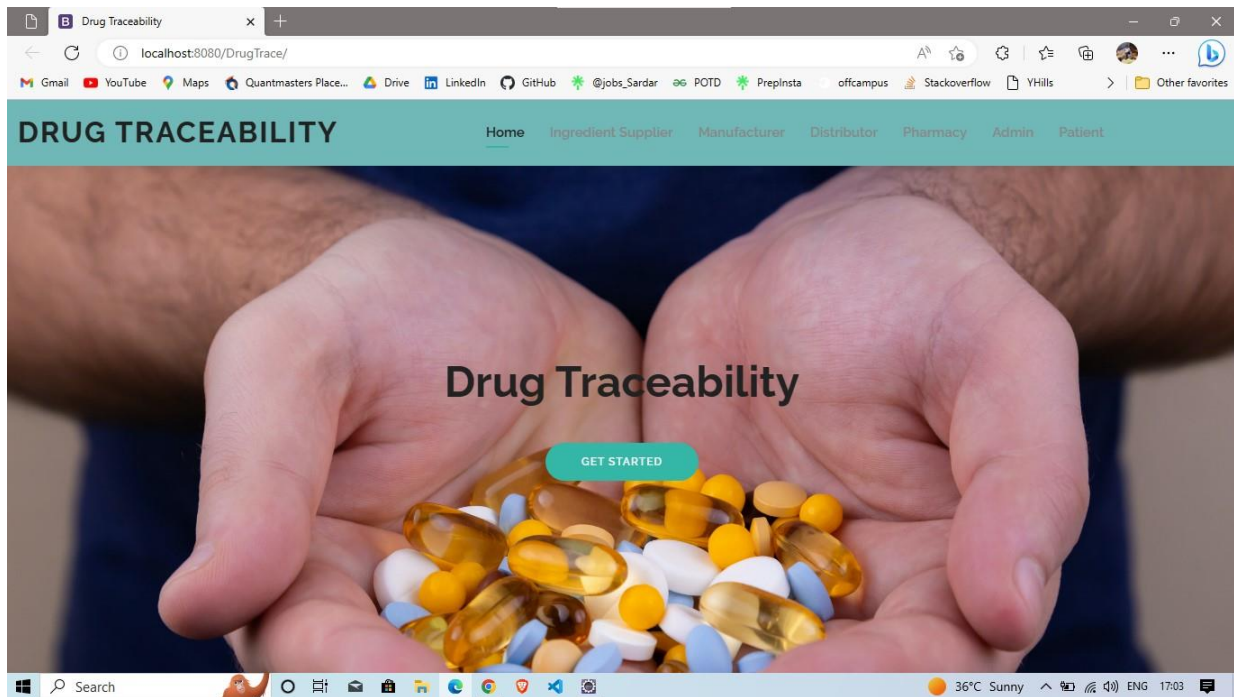 B Drug Traceability
localhost:8080/DrugTrace/
Gmail YouTube Maps Quantmasters Place... Drive LinkedIn GitHub @jobs_Sardar POTD PrepInsta offcampus Stackoverflow YHills Other favorites
DRUG TRACEABILITY Home Ingredient Supplier Manufacturer Distributor Pharmacy Admin Patient
Drug Traceability
GET STARTED
Search 36°C Sunny ENG 17:03